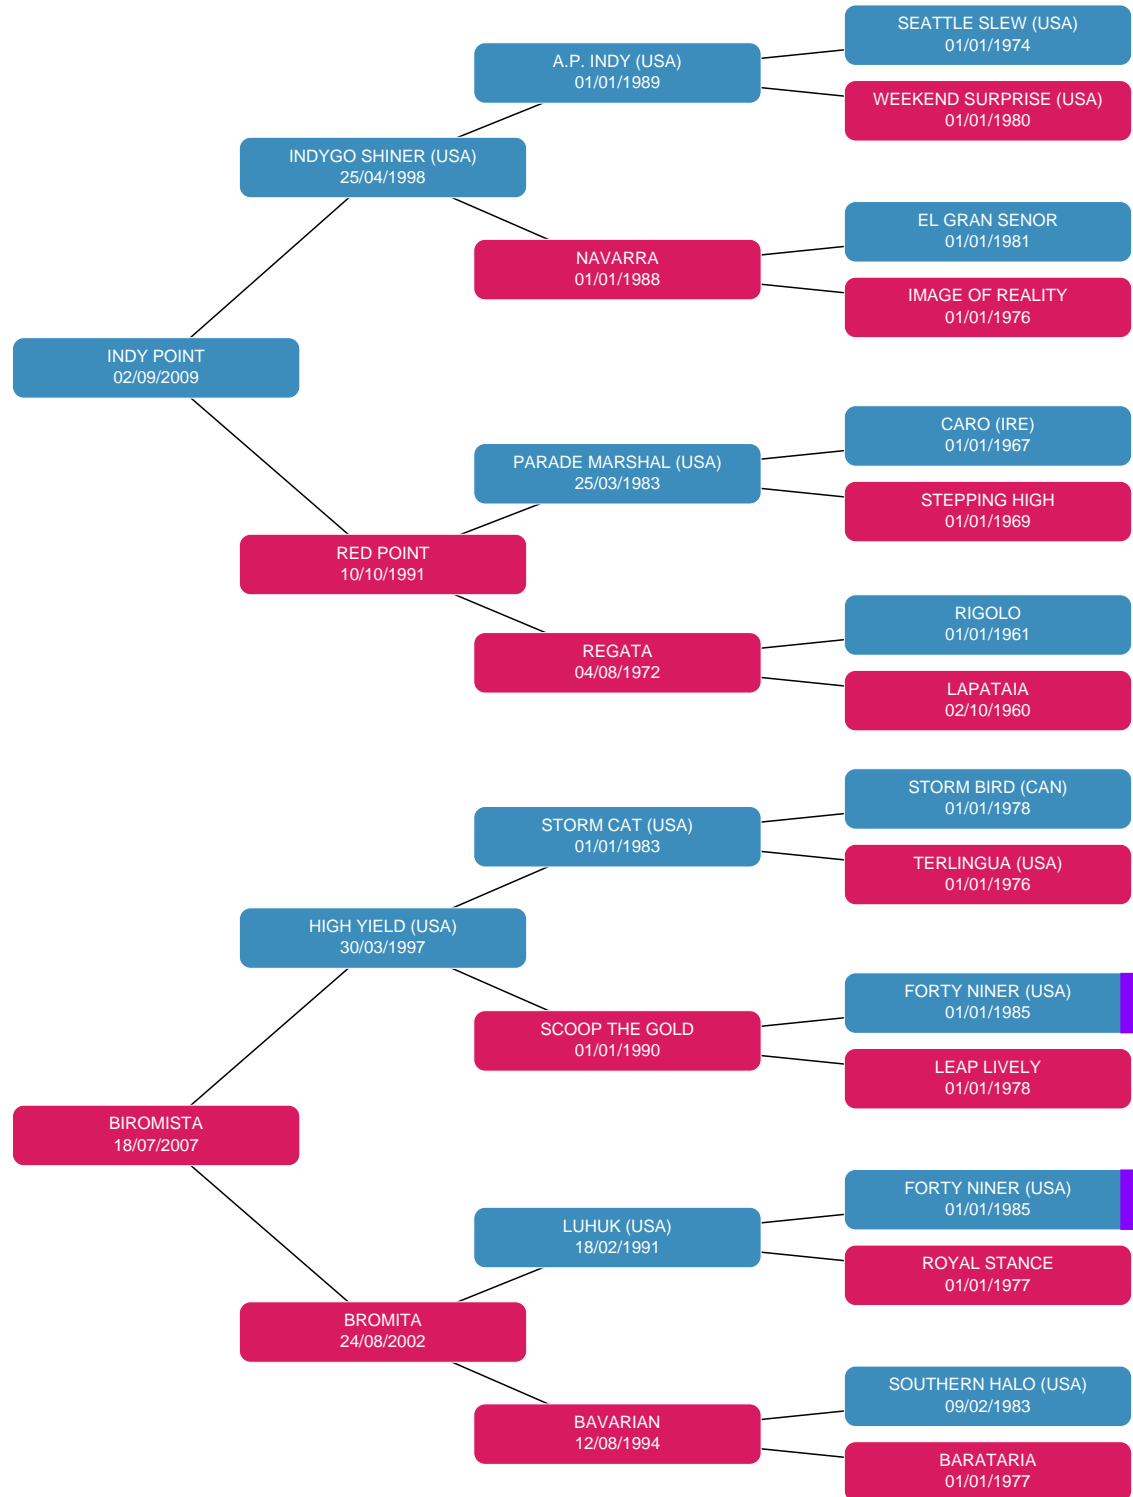 SEATTLE SLEW (USA)
01/01/1974
A.P. INDY (USA)
01/01/1989
WEEKEND SURPRISE (USA)
01/01/1980
INDYGO SHINER (USA)
25/04/1998
EL GRAN SENOR
01/01/1981
NAVARRA
01/01/1988
IMAGE OF REALITY
01/01/1976
INDY POINT
02/09/2009
CARO (IRE)
01/01/1967
PARADE MARSHAL (USA)
25/03/1983
STEPPING HIGH
01/01/1969
RED POINT
10/10/1991
RIGOLO
01/01/1961
REGATA
04/08/1972
LAPATAIA
02/10/1960
STORM BIRD (CAN)
01/01/1978
STORM CAT (USA)
01/01/1983
TERLINGUA (USA)
01/01/1976
HIGH YIELD (USA)
30/03/1997
FORTY NINER (USA)
01/01/1985
SCOOP THE GOLD
01/01/1990
LEAP LIVELY
01/01/1978
BIROMISTA
18/07/2007
FORTY NINER (USA)
01/01/1985
LUHUK (USA)
18/02/1991
ROYAL STANCE
01/01/1977
BROMITA
24/08/2002
SOUTHERN HALO (USA)
09/02/1983
BAVARIAN
12/08/1994
BARATARIA
01/01/1977